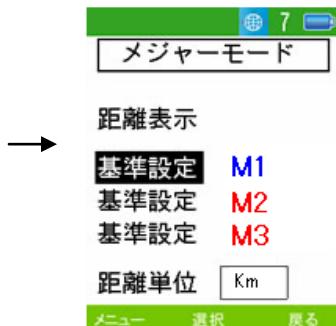 7
メジャーモード
距離表示
基準設定 M1
基準設定 M2
基準設定 M3
距離単位 Km
メニュー 選択 戻る